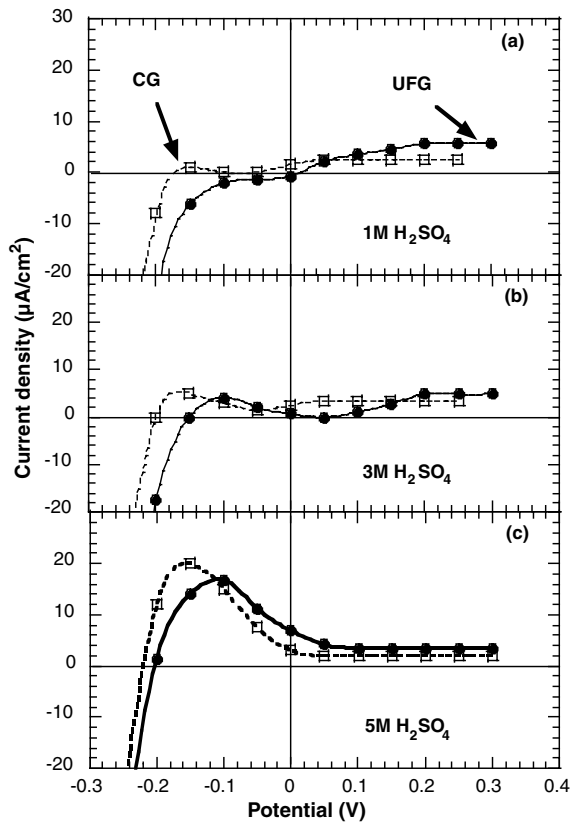 30
(a)
CG
UFG
20
10
0
-10
1M H₂SO₄
-20
(b)
20
10
0
-10
3M H₂SO₄
-20
(c)
20
10
0
-10
5M H₂SO₄
-20
-0.3 -0.2 -0.1 0 0.1 0.2 0.3 0.4
Potential (V)
Current density (µA/cm²)